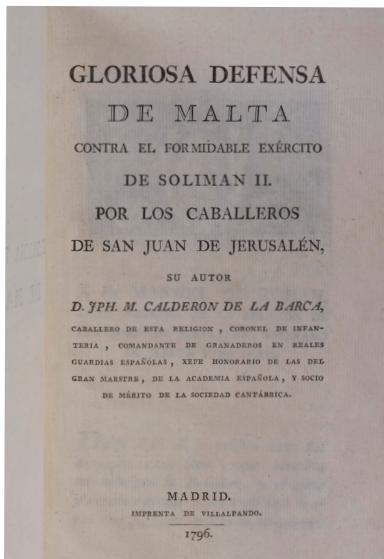 GLORIOSA DEFENSA
DE MALTA
CONTRA EL FORMIDABLE EXÉRCITO
DE SOLIMAN II.
POR LOS CABALLEROS
DE SAN JUAN DE JERUSALÉN,
SU AUTOR
D. JPH. M. CALDERON DE LA BARCA,
CABALLERO DE ESTA RELIGION, CORONEL DE INFAN-
TERIA, COMANDANTE DE GRANADEROS EN REALES
GUARDIAS ESPAÑOLAS, XEFE HONORARIO DE LAS DEL
GRAN MAESTRE, DE LA ACADEMIA ESPAÑOLA, Y SOCIO
DE MÉRITO DE LA SOCIEDAD CANTÁBRICA.
MADRID.
IMPRENTA DE VILLALPANDO.
1796.